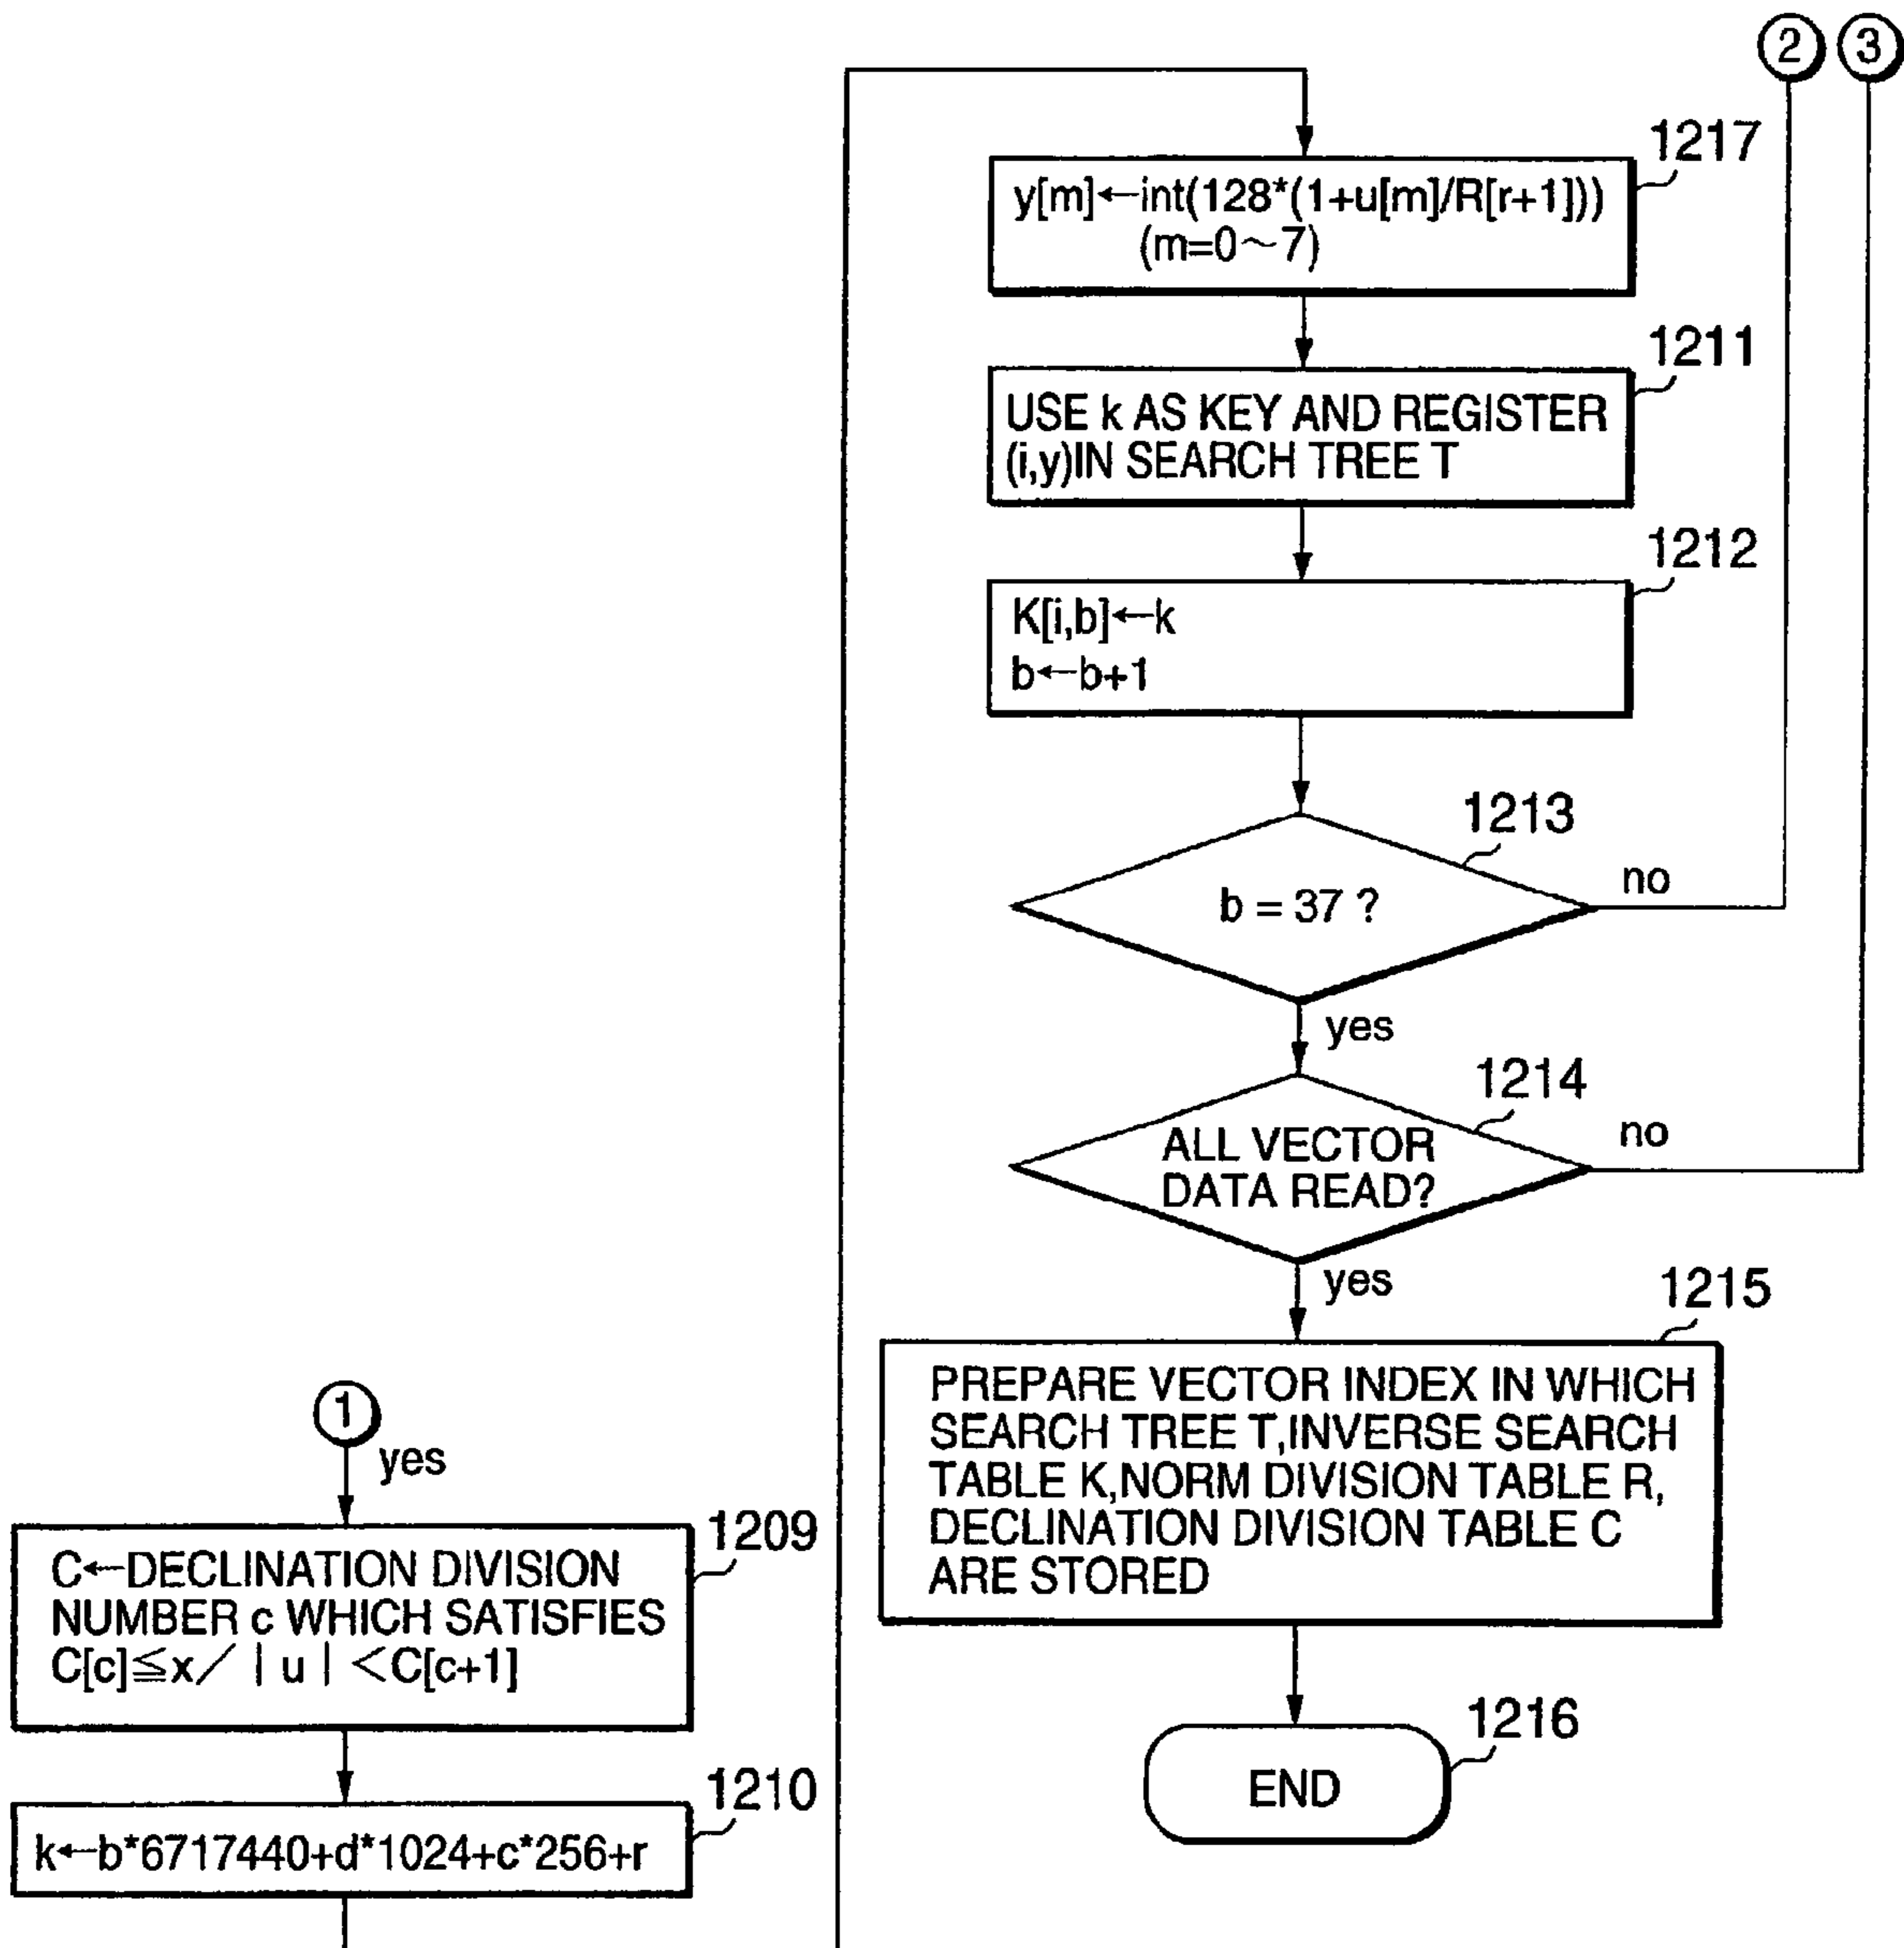 2 3
1217
y[m]←int(128*(1+u[m]/R[r+1]))
(m=0～7)
1211
USE k AS KEY AND REGISTER
(i,y)IN SEARCH TREE T
1212
K[i,b]←k
b←b+1
1213
b = 37 ?
no
yes
1214
ALL VECTOR
DATA READ?
no
yes
1215
PREPARE VECTOR INDEX IN WHICH
SEARCH TREE T,INVERSE SEARCH
TABLE K,NORM DIVISION TABLE R,
DECLINATION DIVISION TABLE C
ARE STORED
1216
END
1
yes
1209
C←DECLINATION DIVISION
NUMBER c WHICH SATISFIES
C[c]≦x／｜u｜＜C[c+1]
1210
k←b*6717440+d*1024+c*256+r